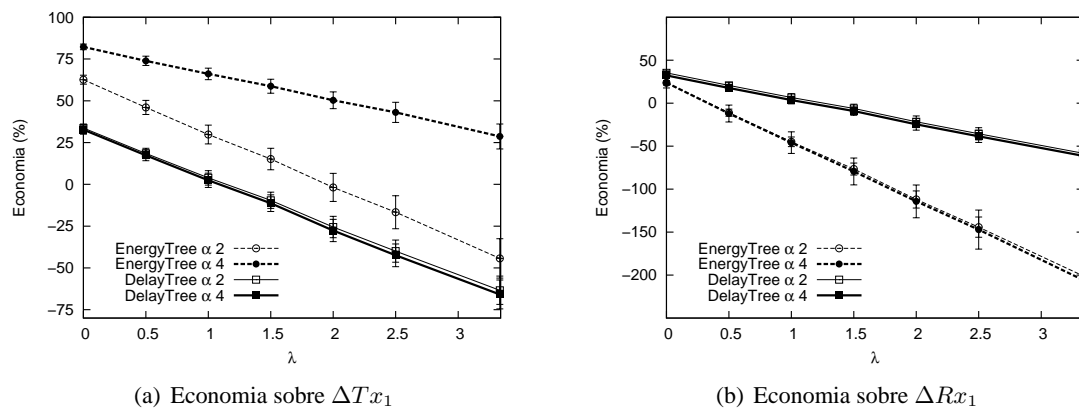 100
75
50
25
0
−25
−50
−75
Economia (%)
0 0.5 1 1.5 2 2.5 3
λ
EnergyTree α 2
EnergyTree α 4
DelayTree α 2
DelayTree α 4
(a) Economia sobre ΔTx₁
50
0
−50
−100
−150
−200
Economia (%)
0 0.5 1 1.5 2 2.5 3
λ
EnergyTree α 2
EnergyTree α 4
DelayTree α 2
DelayTree α 4
(b) Economia sobre ΔRx₁